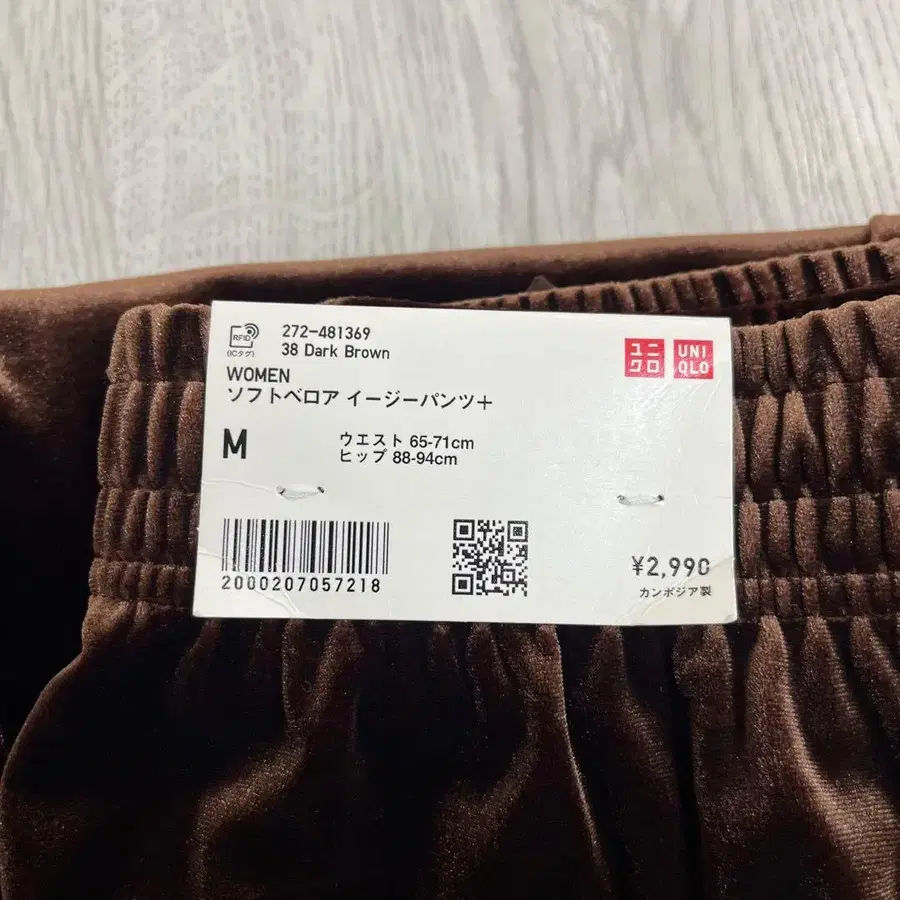 RFID
(ICタグ)
272-481369
38 Dark Brown
WOMEN
ソフトベロア イージーパンツ+
M
ウエスト 65-71cm
ヒップ 88-94cm
ユニ
クロ
UNI
QLO
2000207057218
¥2,990
カンボジア製